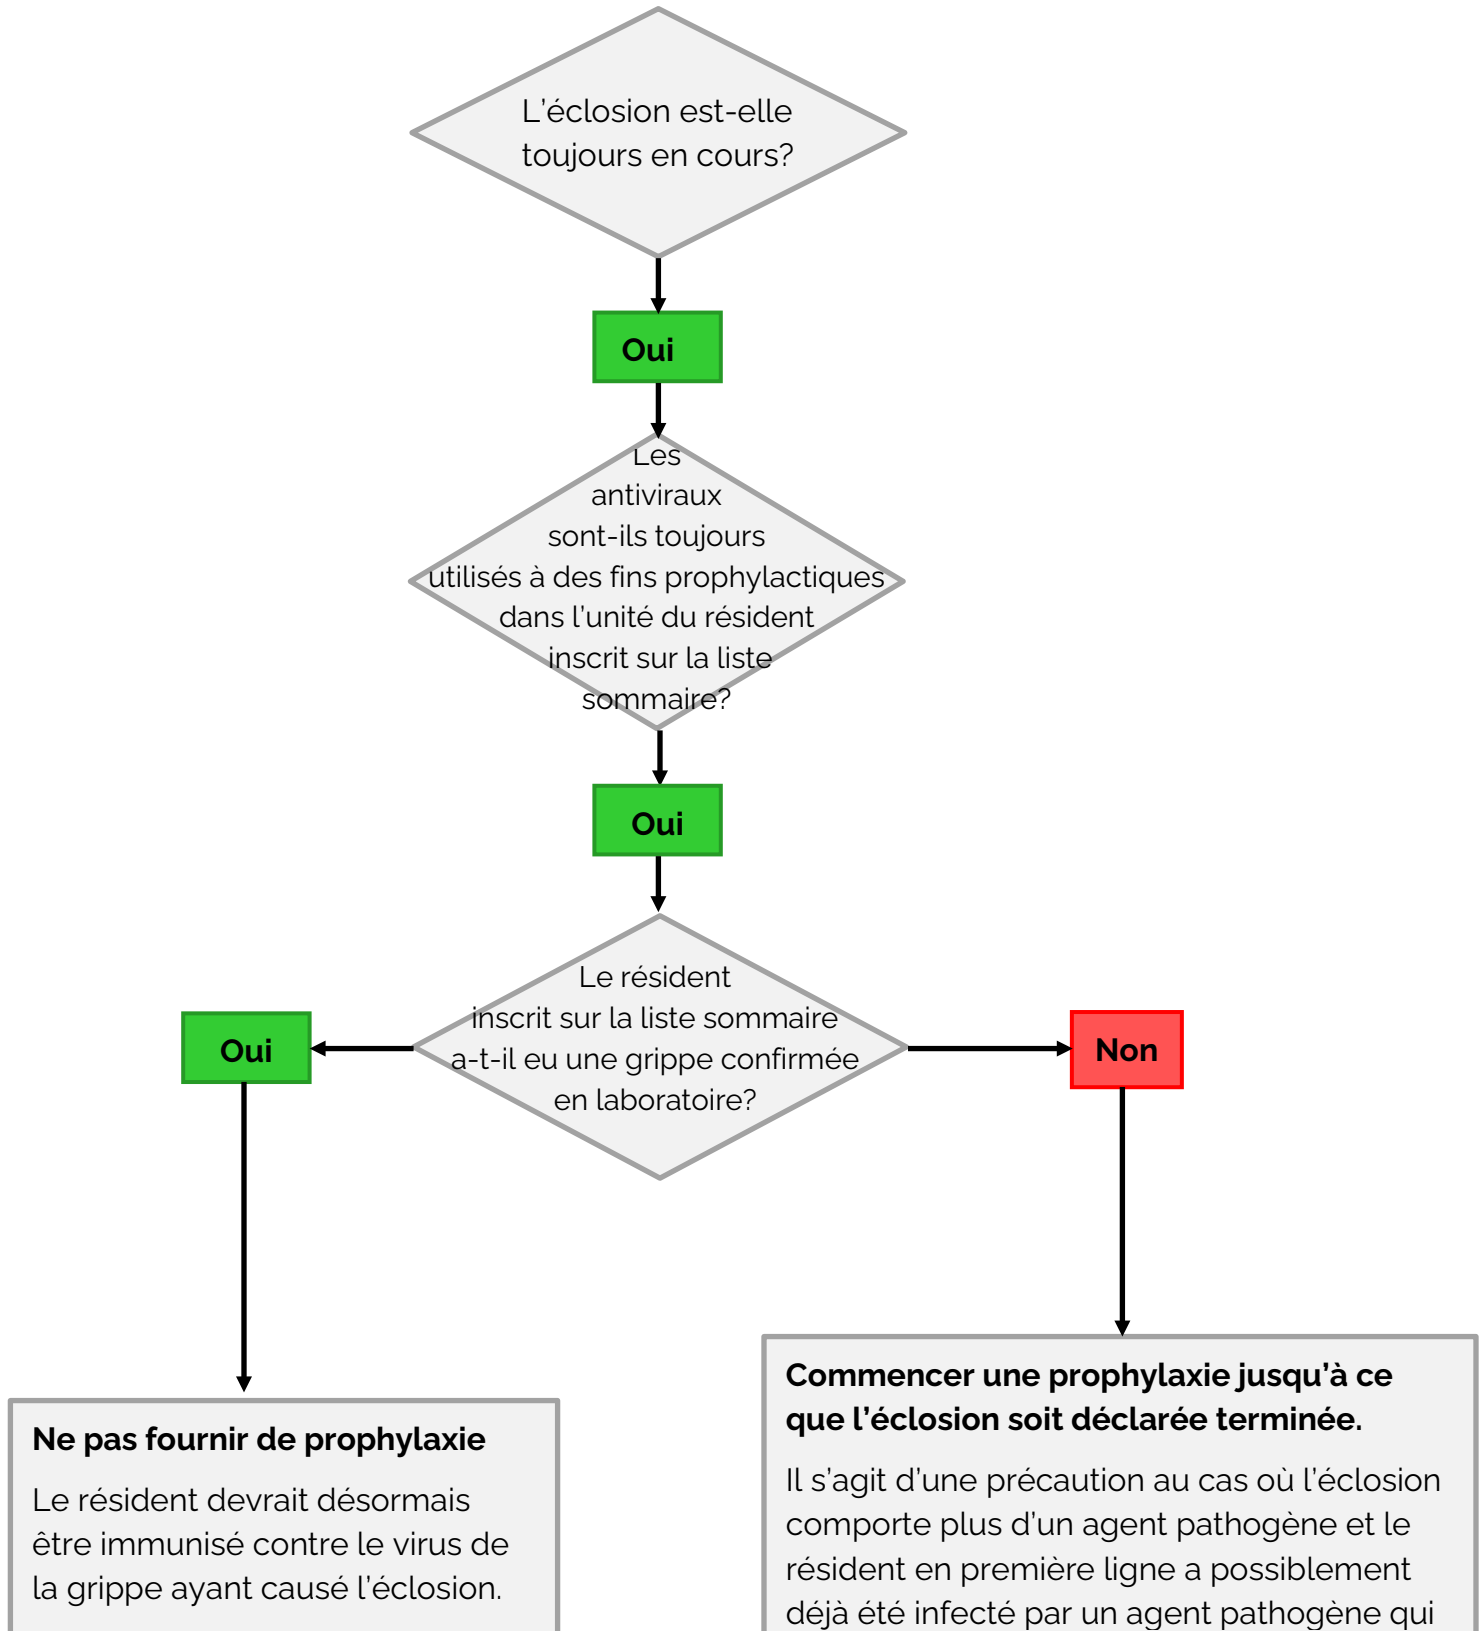 L'éclosion est-elle
toujours en cours?
Oui
Les
antiviraux
sont-ils toujours
utilisés à des fins prophylactiques
dans l'unité du résident
inscrit sur la liste
sommaire?
Oui
Le résident
inscrit sur la liste sommaire
a-t-il eu une grippe confirmée
en laboratoire?
Oui
Non
Ne pas fournir de prophylaxie
Le résident devrait désormais
être immunisé contre le virus de
la grippe ayant causé l'éclosion.
Commencer une prophylaxie jusqu'à ce
que l'éclosion soit déclarée terminée.
Il s'agit d'une précaution au cas où l'éclosion
comporte plus d'un agent pathogène et le
résident en première ligne a possiblement
déjà été infecté par un agent pathogène qui